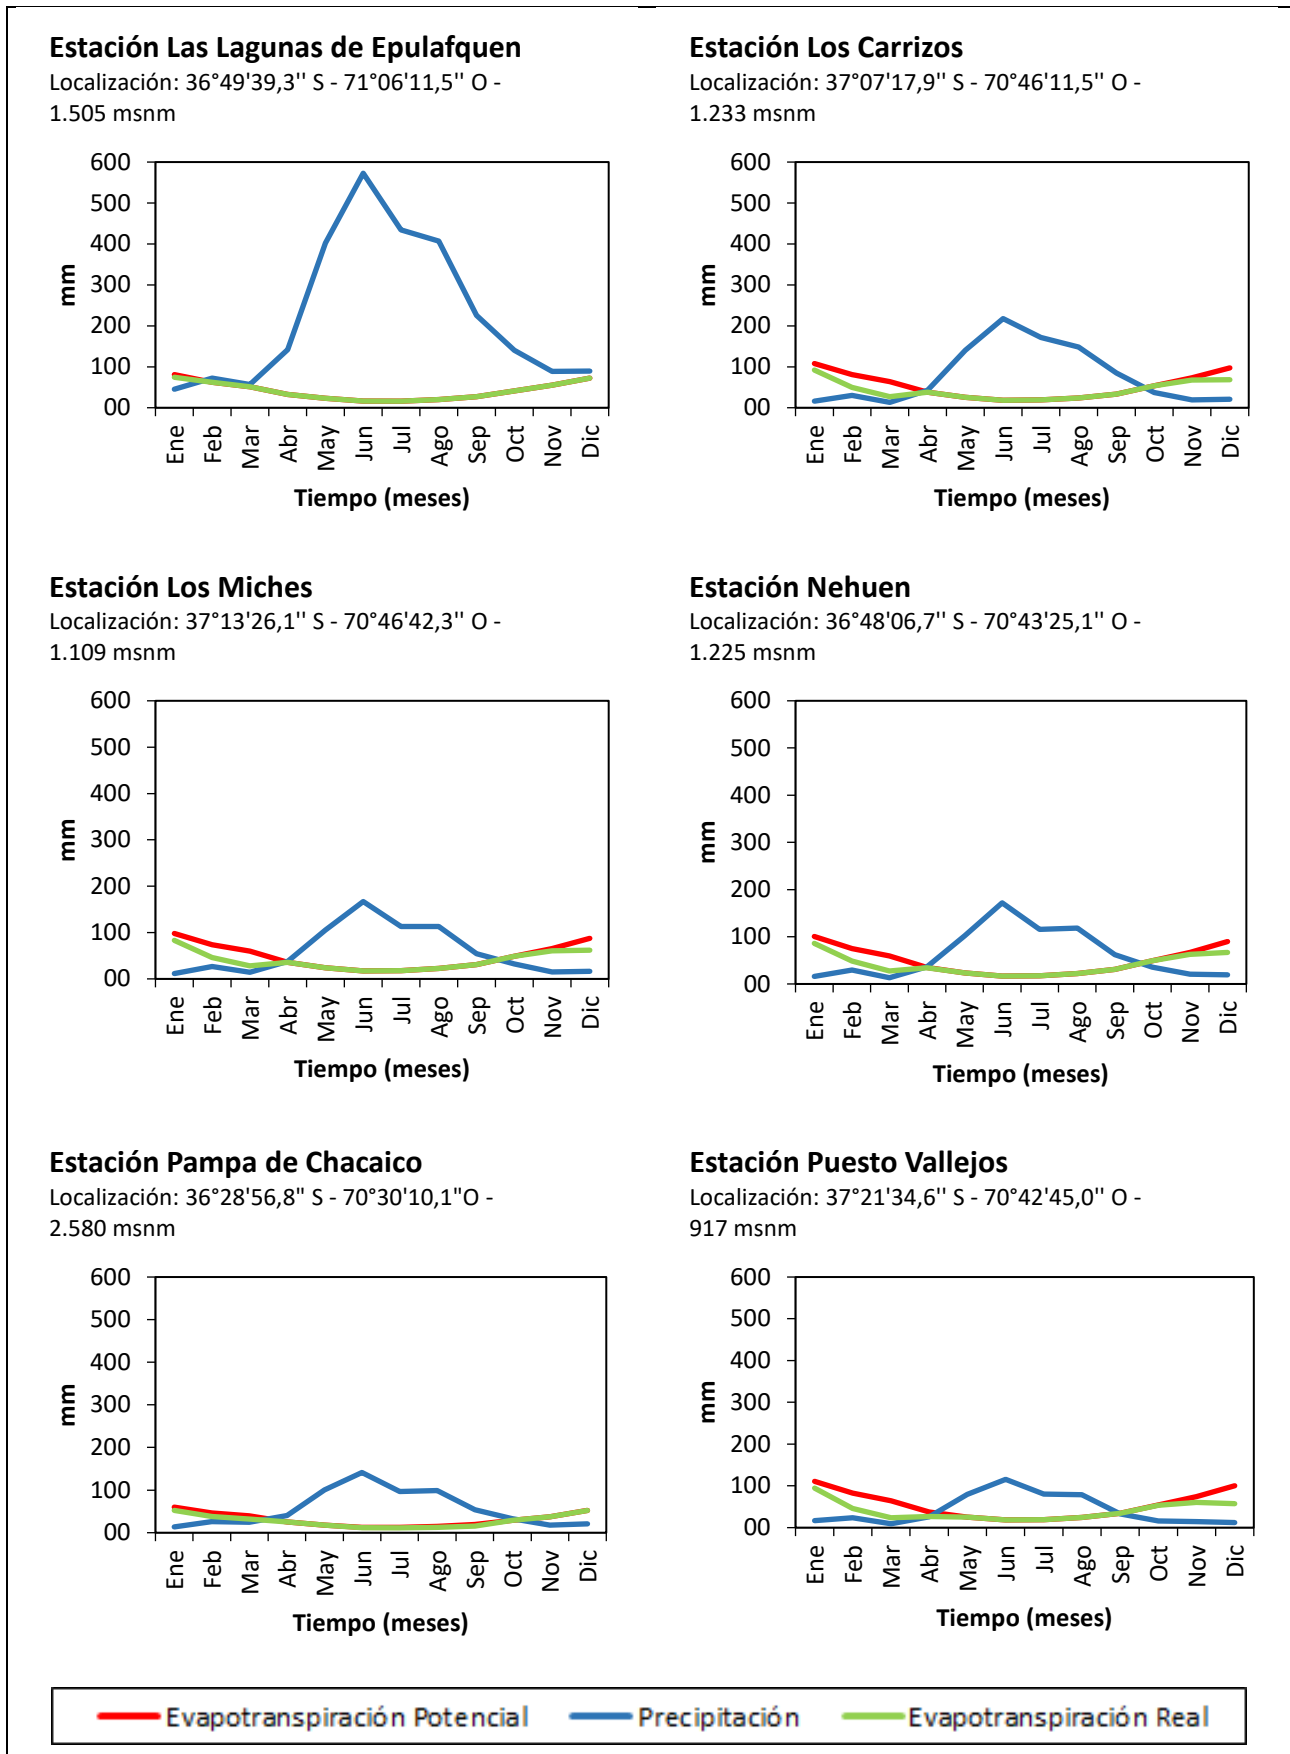 Estación Las Lagunas de Epulafquen
Localización: 36°49'39,3'' S - 71°06'11,5'' O -
1.505 msnm
600
500
400
300
200
100
00
mm
Ene Feb Mar Abr May Jun Jul Ago Sep Oct Nov Dic
Tiempo (meses)
Estación Los Carrizos
Localización: 37°07'17,9'' S - 70°46'11,5'' O -
1.233 msnm
600
500
400
300
200
100
00
mm
Ene Feb Mar Abr May Jun Jul Ago Sep Oct Nov Dic
Tiempo (meses)
Estación Los Miches
Localización: 37°13'26,1'' S - 70°46'42,3'' O -
1.109 msnm
600
500
400
300
200
100
00
mm
Ene Feb Mar Abr May Jun Jul Ago Sep Oct Nov Dic
Tiempo (meses)
Estación Nehuen
Localización: 36°48'06,7'' S - 70°43'25,1'' O -
1.225 msnm
600
500
400
300
200
100
00
mm
Ene Feb Mar Abr May Jun Jul Ago Sep Oct Nov Dic
Tiempo (meses)
Estación Pampa de Chacaico
Localización: 36°28'56,8" S - 70°30'10,1"O -
2.580 msnm
600
500
400
300
200
100
00
mm
Ene Feb Mar Abr May Jun Jul Ago Sep Oct Nov Dic
Tiempo (meses)
Estación Puesto Vallejos
Localización: 37°21'34,6'' S - 70°42'45,0'' O -
917 msnm
600
500
400
300
200
100
00
mm
Ene Feb Mar Abr May Jun Jul Ago Sep Oct Nov Dic
Tiempo (meses)
Evapotranspiración Potencial Precipitación Evapotranspiración Real